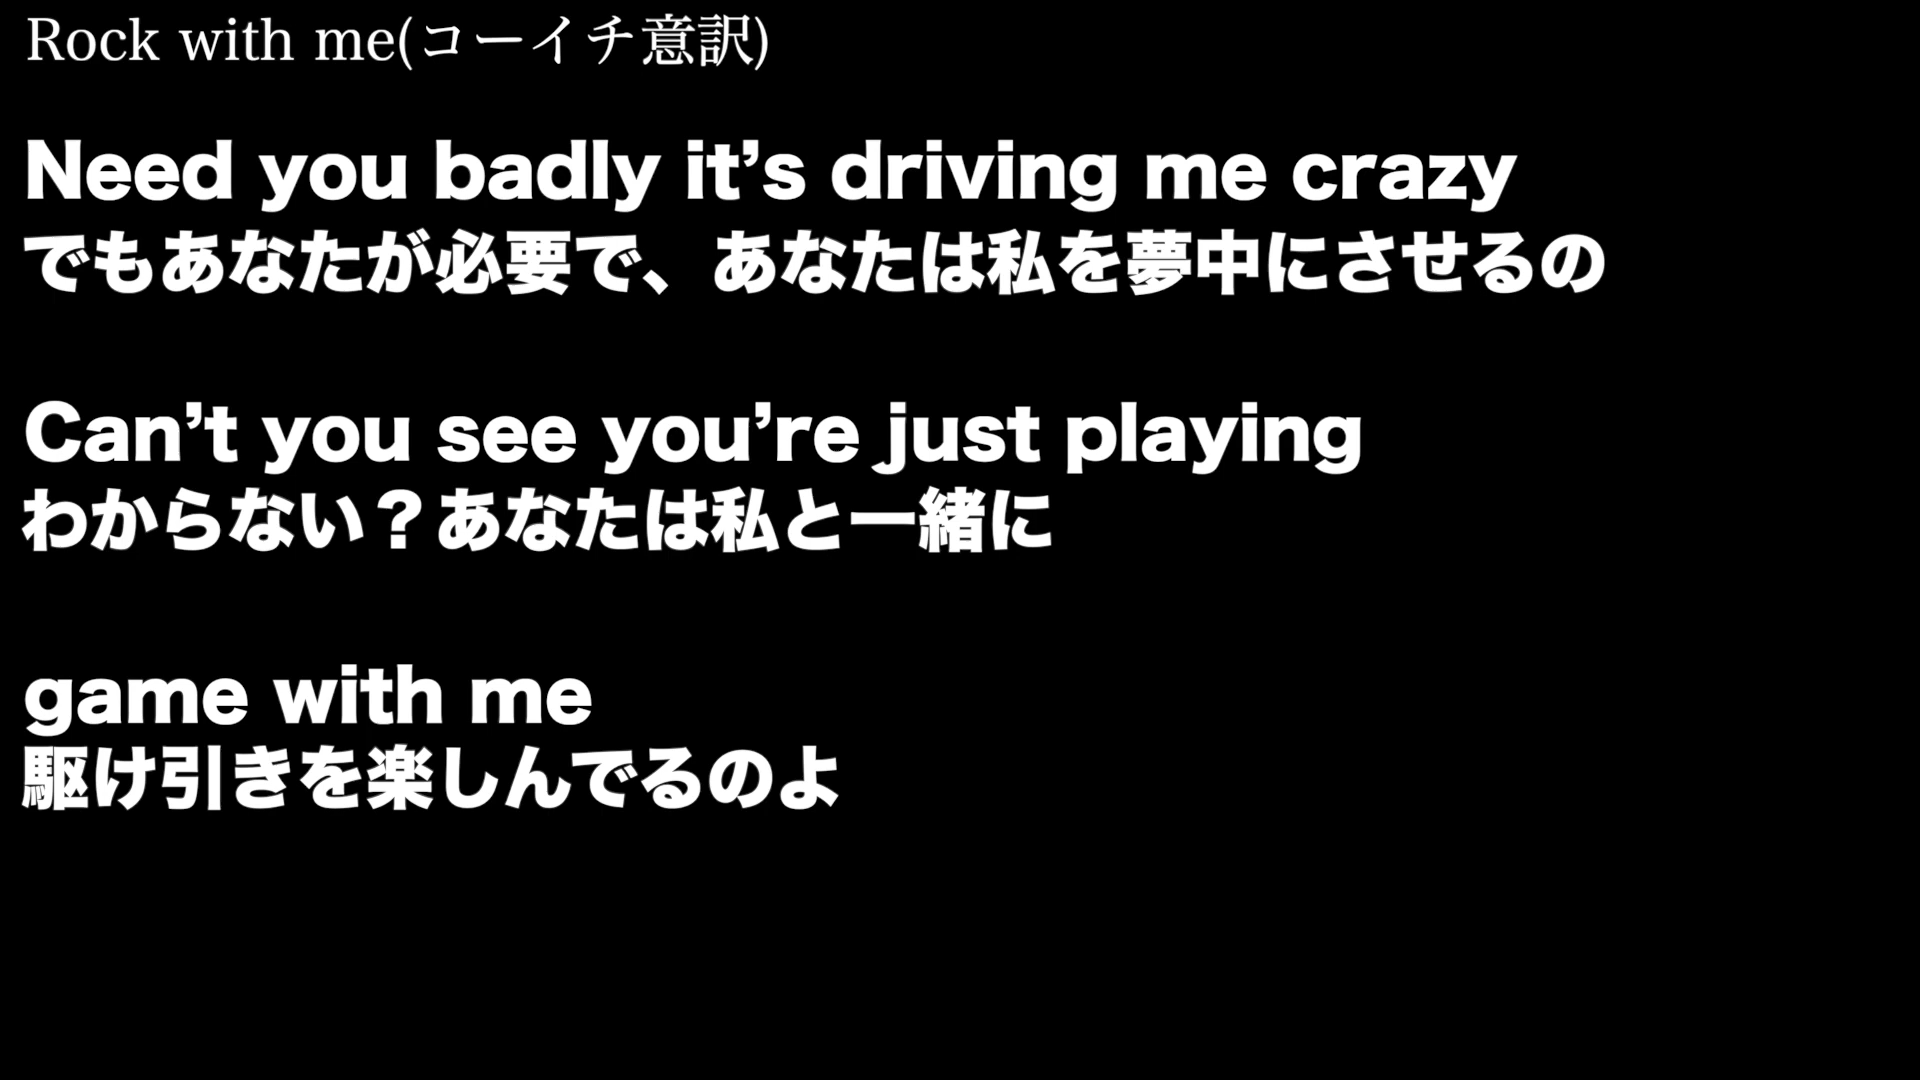 Rock with me(コーイチ意訳)
Need you badly it’s driving me crazy
でもあなたが必要で、あなたは私を夢中にさせるの
Can’t you see you’re just playing
わからない？あなたは私と一緒に
game with me
駆け引きを楽しんでるのよ